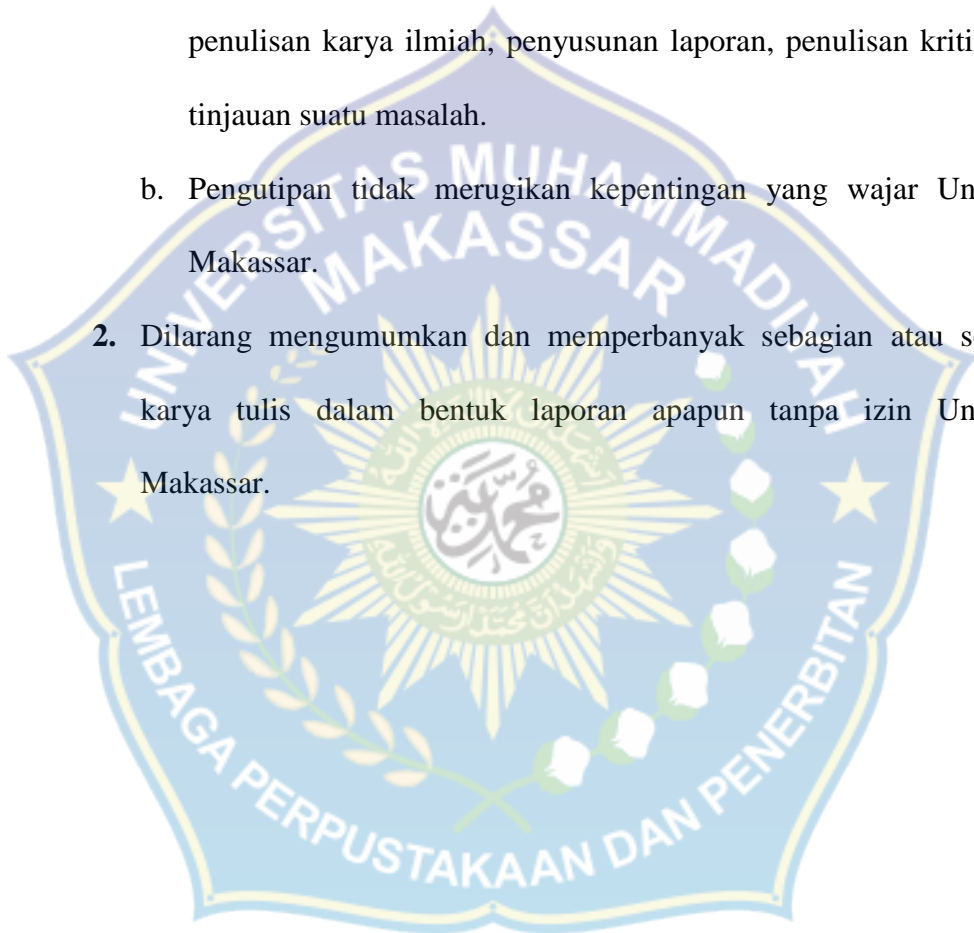 penulisan karya ilmiah, penyusunan laporan, penulisan kriti
tinjauan suatu masalah.
b. Pengutipan tidak merugikan kepentingan yang wajar Un
Makassar.
2. Dilarang mengumumkan dan memperbanyak sebagian atau s
karya tulis dalam bentuk laporan apapun tanpa izin Un
Makassar.
UNIVERSITAS MUHAMMADIYAH
MAKASSAR
LEMBAGA PERPUSTAKAAN DAN PENERBITAN